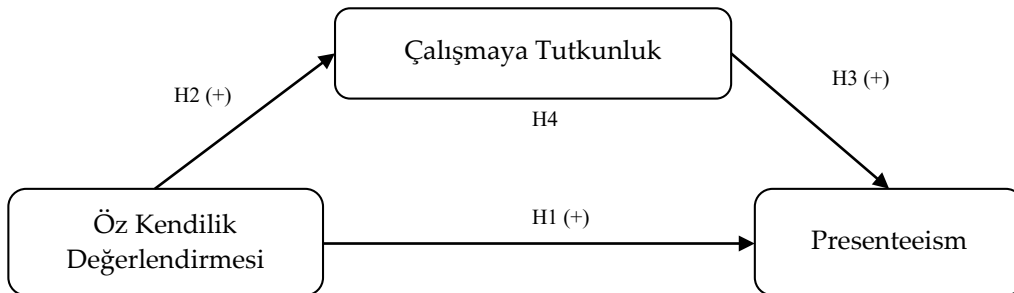 Çalışmaya Tutkunluk
H2 (+)
H3 (+)
H4
Öz Kendilik
Değerlendirmesi
H1 (+)
Presenteeism